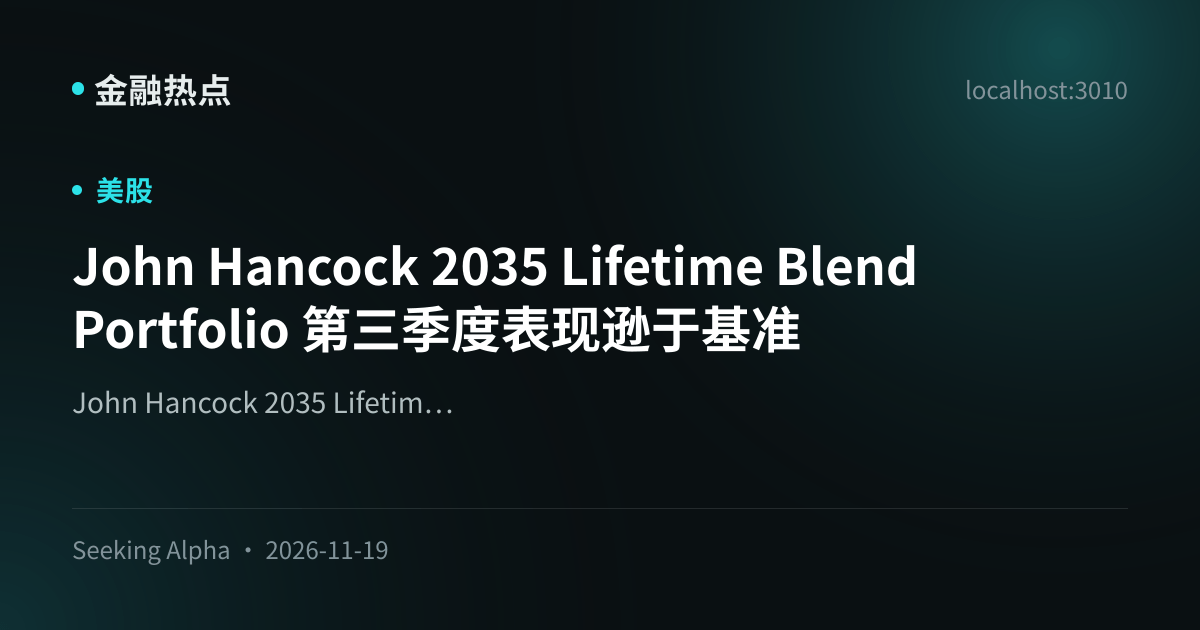 金融热点
localhost:3010
美股
John Hancock 2035 Lifetime Blend
Portfolio 第三季度表现逊于基准
John Hancock 2035 Lifetim…
Seeking Alpha · 2026-11-19